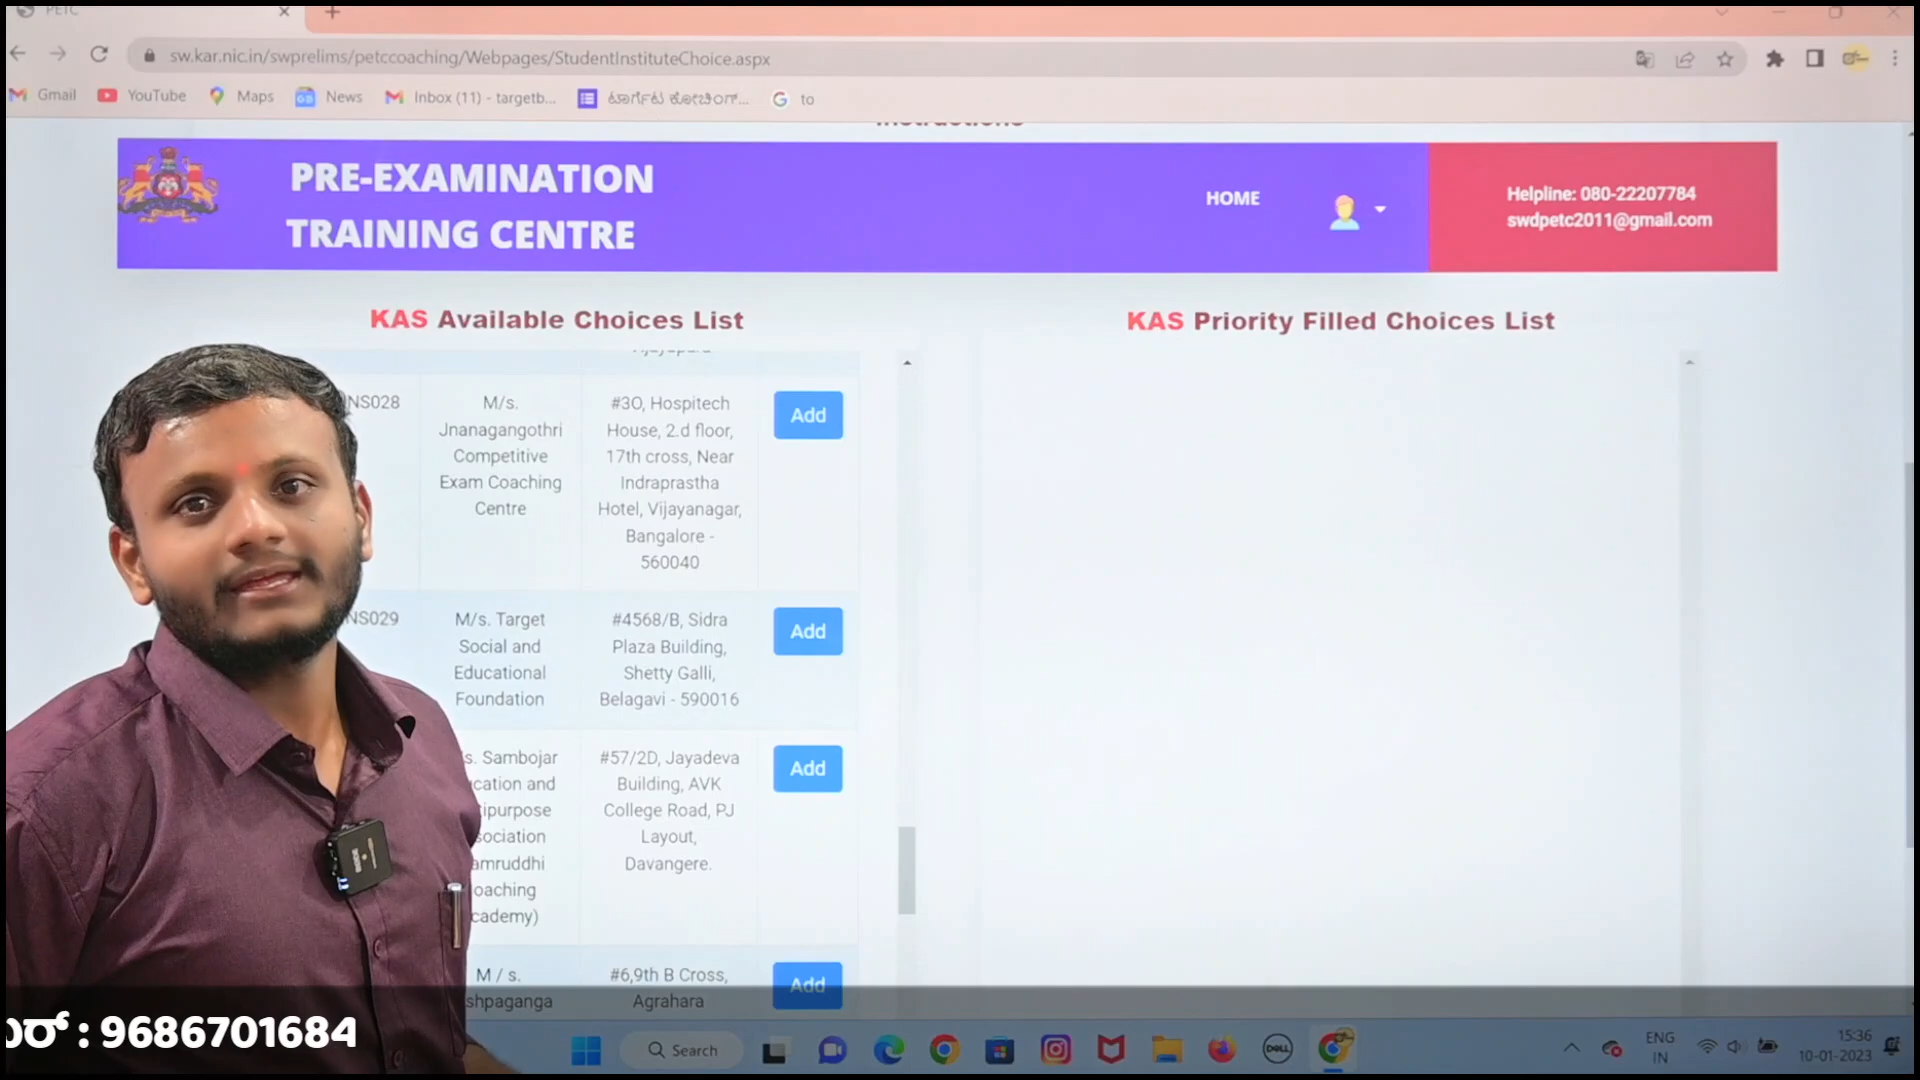 PETC
sw.kar.nic.in/swprelims/petccoaching/Webpages/StudentInstituteChoice.aspx
Gmail
YouTube
Maps
News
Inbox (11) - targetb...
ಟಾರ್ಗೆಟ ಕೋಚಿಂಗ್...
to
Instructions
PRE-EXAMINATION
TRAINING CENTRE
HOME
Helpline: 080-22207784
swdpetc2011@gmail.com
KAS Available Choices List
NS028
M/s.
Jnanagangothri
Competitive
Exam Coaching
Centre
#3O, Hospitech
House, 2.d floor,
17th cross, Near
Indraprastha
Hotel, Vijayanagar,
Bangalore -
560040
Add
NS029
M/s. Target
Social and
Educational
Foundation
#4568/B, Sidra
Plaza Building,
Shetty Galli,
Belagavi - 590016
Add
s. Sambojar
cation and
ipurpose
sociation
amruddhi
oaching
cademy)
#57/2D, Jayadeva
Building, AVK
College Road, PJ
Layout,
Davangere.
Add
M / s.
shpaganga
#6,9th B Cross,
Agrahara
Add
KAS Priority Filled Choices List
: 9686701684
Search
DELL
ENG
IN
15:36
10-01-2023